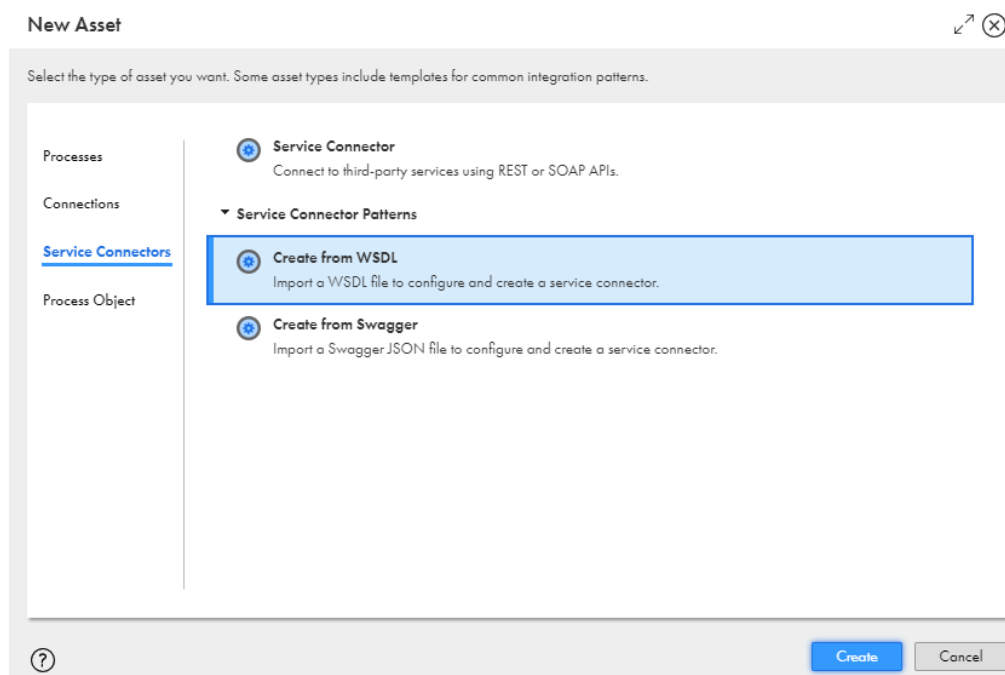 New Asset
Select the type of asset you want. Some asset types include templates for common integration patterns.
Processes
Connections
Service Connectors
Process Object
Service Connector
Connect to third-party services using REST or SOAP APIs.
Service Connector Patterns
Create from WSDL
Import a WSDL file to configure and create a service connector.
Create from Swagger
Import a Swagger JSON file to configure and create a service connector.
?
Create
Cancel